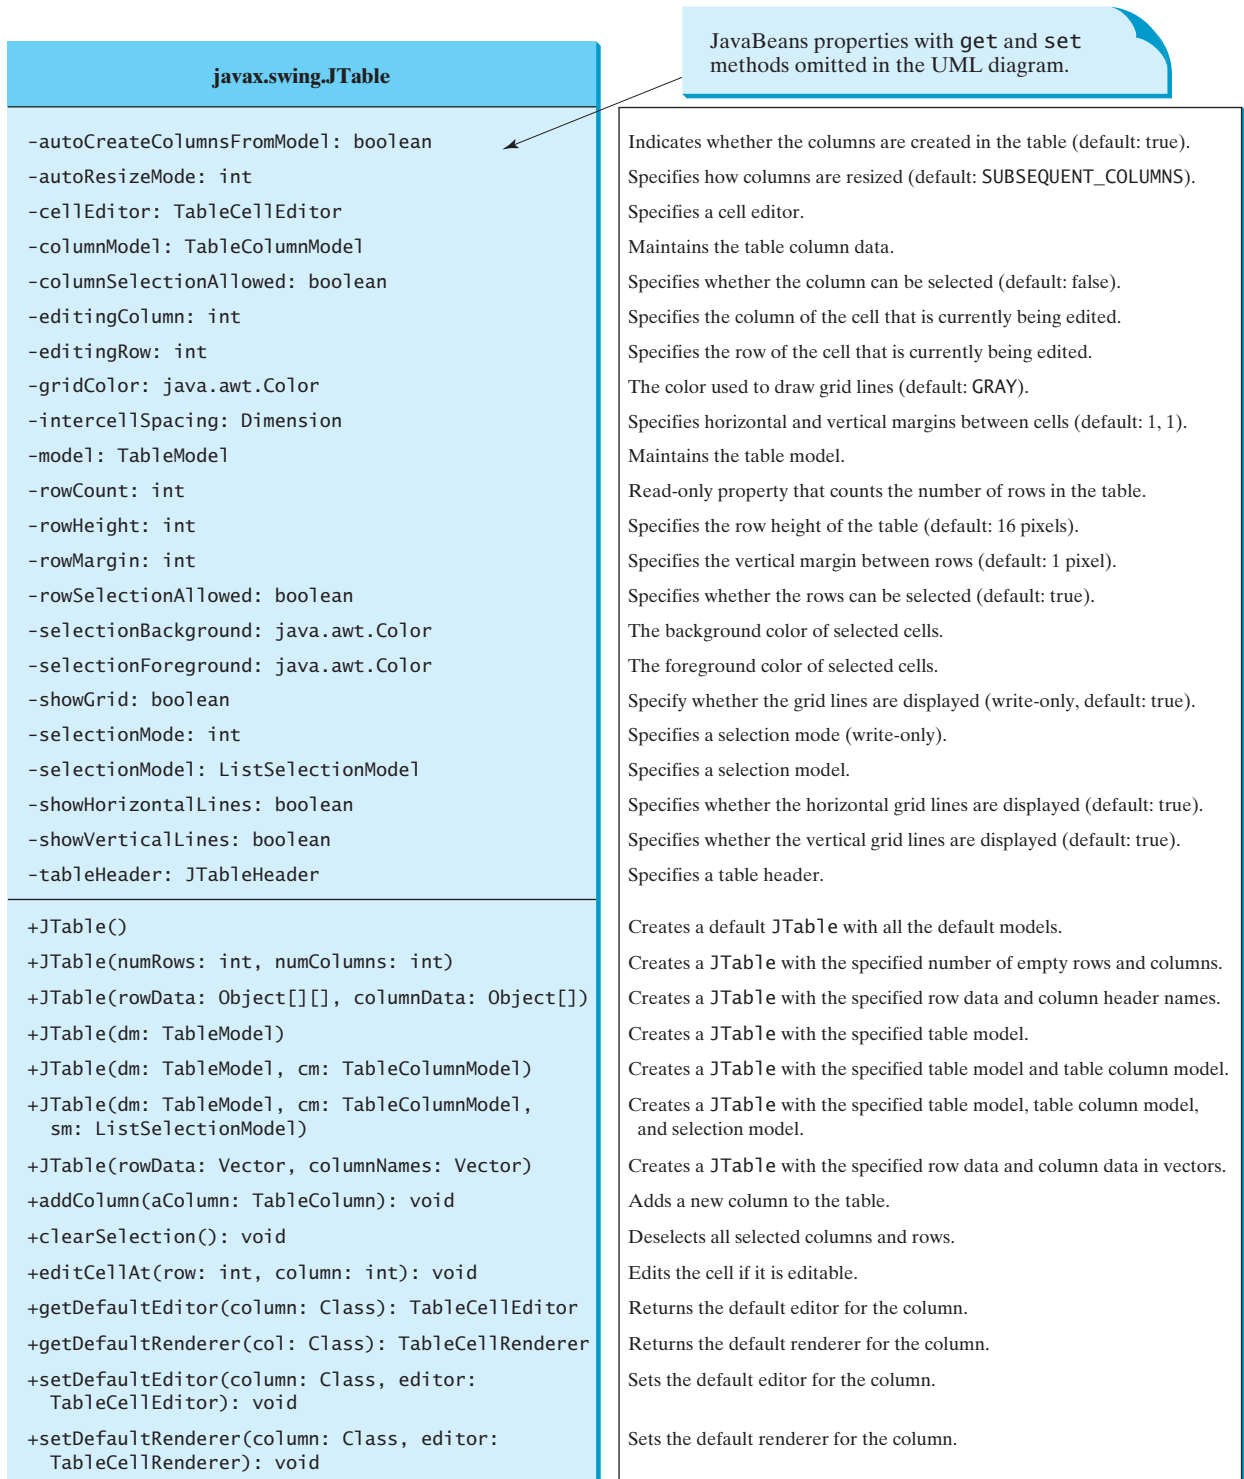 JavaBeans properties with get and set
methods omitted in the UML diagram.
javax.swing.JTable
-autoCreateColumnsFromModel: boolean
Indicates whether the columns are created in the table (default: true).
-autoResizeMode: int
Specifies how columns are resized (default: SUBSEQUENT_COLUMNS).
-cellEditor: TableCellEditor
Specifies a cell editor.
-columnModel: TableColumnModel
Maintains the table column data.
-columnSelectionAllowed: boolean
Specifies whether the column can be selected (default: false).
-editingColumn: int
Specifies the column of the cell that is currently being edited.
-editingRow: int
Specifies the row of the cell that is currently being edited.
-gridColor: java.awt.Color
The color used to draw grid lines (default: GRAY).
-intercellSpacing: Dimension
Specifies horizontal and vertical margins between cells (default: 1, 1).
-model: TableModel
Maintains the table model.
-rowCount: int
Read-only property that counts the number of rows in the table.
-rowHeight: int
Specifies the row height of the table (default: 16 pixels).
-rowMargin: int
Specifies the vertical margin between rows (default: 1 pixel).
-rowSelectionAllowed: boolean
Specifies whether the rows can be selected (default: true).
-selectionBackground: java.awt.Color
The background color of selected cells.
-selectionForeground: java.awt.Color
The foreground color of selected cells.
-showGrid: boolean
Specify whether the grid lines are displayed (write-only, default: true).
-selectionMode: int
Specifies a selection mode (write-only).
-selectionModel: ListSelectionModel
Specifies a selection model.
-showHorizontalLines: boolean
Specifies whether the horizontal grid lines are displayed (default: true).
-showVerticalLines: boolean
Specifies whether the vertical grid lines are displayed (default: true).
-tableHeader: JTableHeader
Specifies a table header.
+JTable()
Creates a default JTable with all the default models.
+JTable(numRows: int, numColumns: int)
Creates a JTable with the specified number of empty rows and columns.
+JTable(rowData: Object[][], columnData: Object[])
Creates a JTable with the specified row data and column header names.
+JTable(dm: TableModel)
Creates a JTable with the specified table model.
+JTable(dm: TableModel, cm: TableColumnModel)
Creates a JTable with the specified table model and table column model.
+JTable(dm: TableModel, cm: TableColumnModel,
sm: ListSelectionModel)
Creates a JTable with the specified table model, table column model,
and selection model.
+JTable(rowData: Vector, columnNames: Vector)
Creates a JTable with the specified row data and column data in vectors.
+addColumn(aColumn: TableColumn): void
Adds a new column to the table.
+clearSelection(): void
Deselects all selected columns and rows.
+editCellAt(row: int, column: int): void
Edits the cell if it is editable.
+getDefaultEditor(column: Class): TableCellEditor
Returns the default editor for the column.
+getDefaultRenderer(col: Class): TableCellRenderer
Returns the default renderer for the column.
+setDefaultEditor(column: Class, editor:
TableCellEditor): void
Sets the default editor for the column.
+setDefaultRenderer(column: Class, editor:
TableCellRenderer): void
Sets the default renderer for the column.